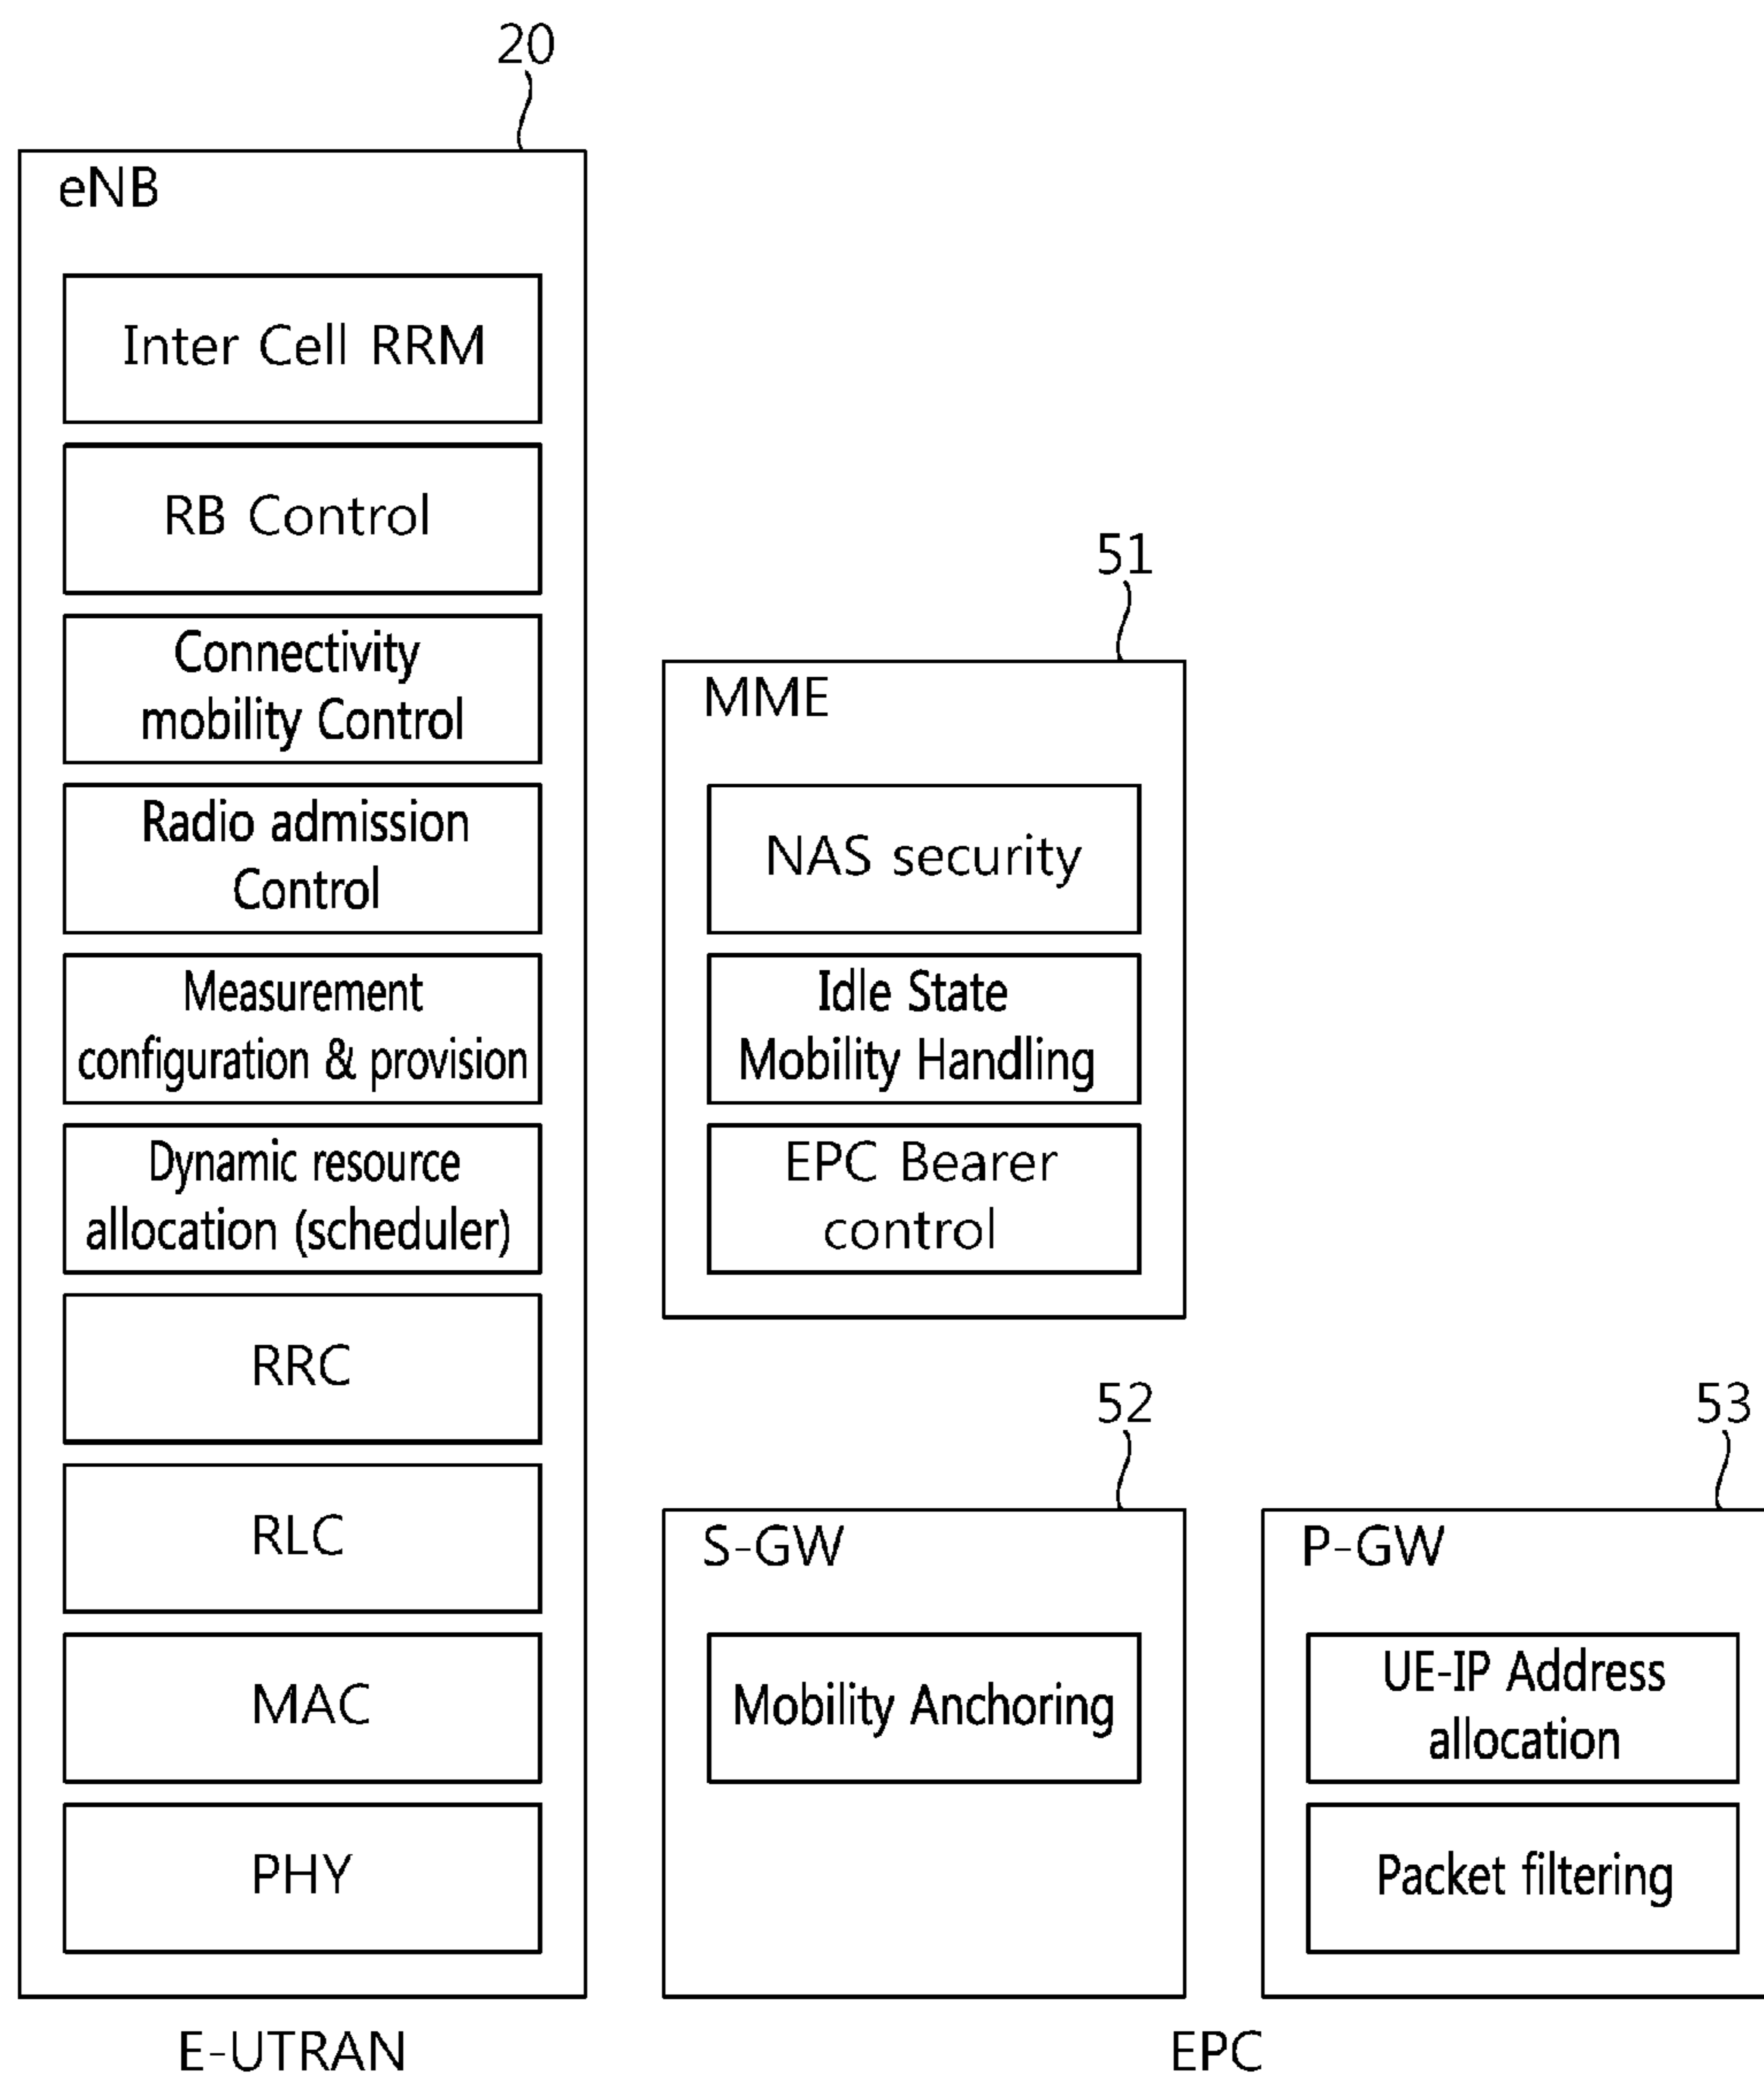 20
eNB
Inter Cell RRM
RB Control
Connectivity
mobility Control
Radio admission
Control
Measurement
configuration & provision
Dynamic resource
allocation (scheduler)
RRC
RLC
MAC
PHY
E-UTRAN
51
MME
NAS security
Idle State
Mobility Handling
EPC Bearer
control
52
S-GW
Mobility Anchoring
53
P-GW
UE-IP Address
allocation
Packet filtering
EPC